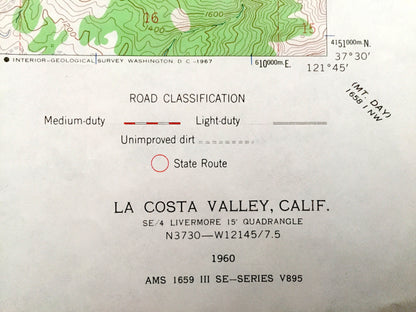 16
1600
1400
15
4151000m. N.
INTERIOR—GEOLOGICAL SURVEY WASHINGTON D C -1967
610000m. E.
37°30'
121°45'
(MT. DAY)
1658 I NW
ROAD CLASSIFICATION
Medium-duty Light-duty
Unimproved dirt
State Route
LA COSTA VALLEY, CALIF.
SE/4 LIVERMORE 15' QUADRANGLE
N3730—W12145/7.5
1960
AMS 1659 III SE—SERIES V895